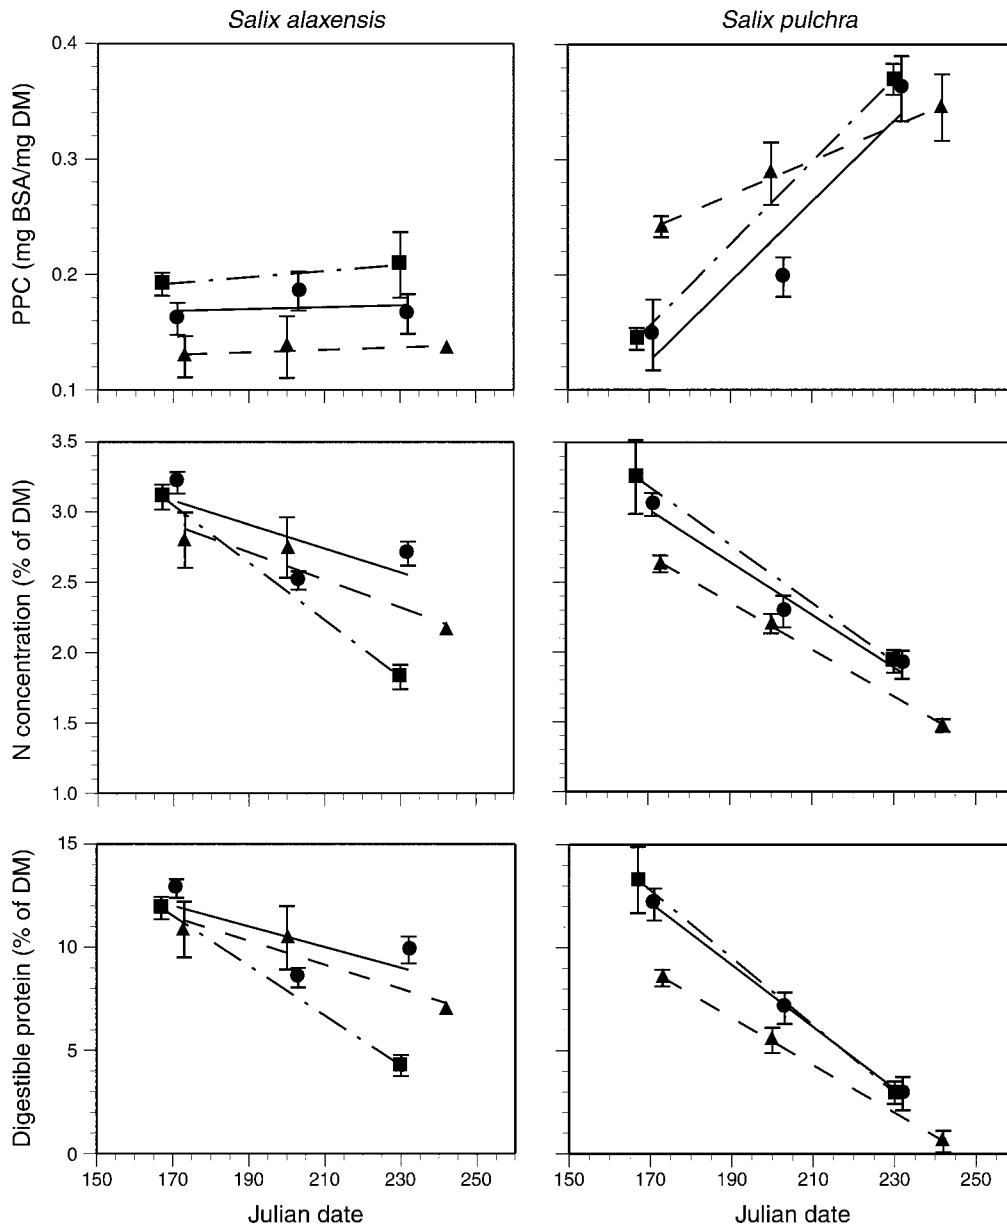 Salix alaxensis
Salix pulchra
PPC (mg BSA/mg DM)
0.4
0.3
0.2
0.1
N concentration (% of DM)
3.5
3.0
2.5
2.0
1.5
1.0
Digestible protein (% of DM)
15
10
5
0
150 170 190 210 230 250
150 170 190 210 230 250
Julian date
Julian date